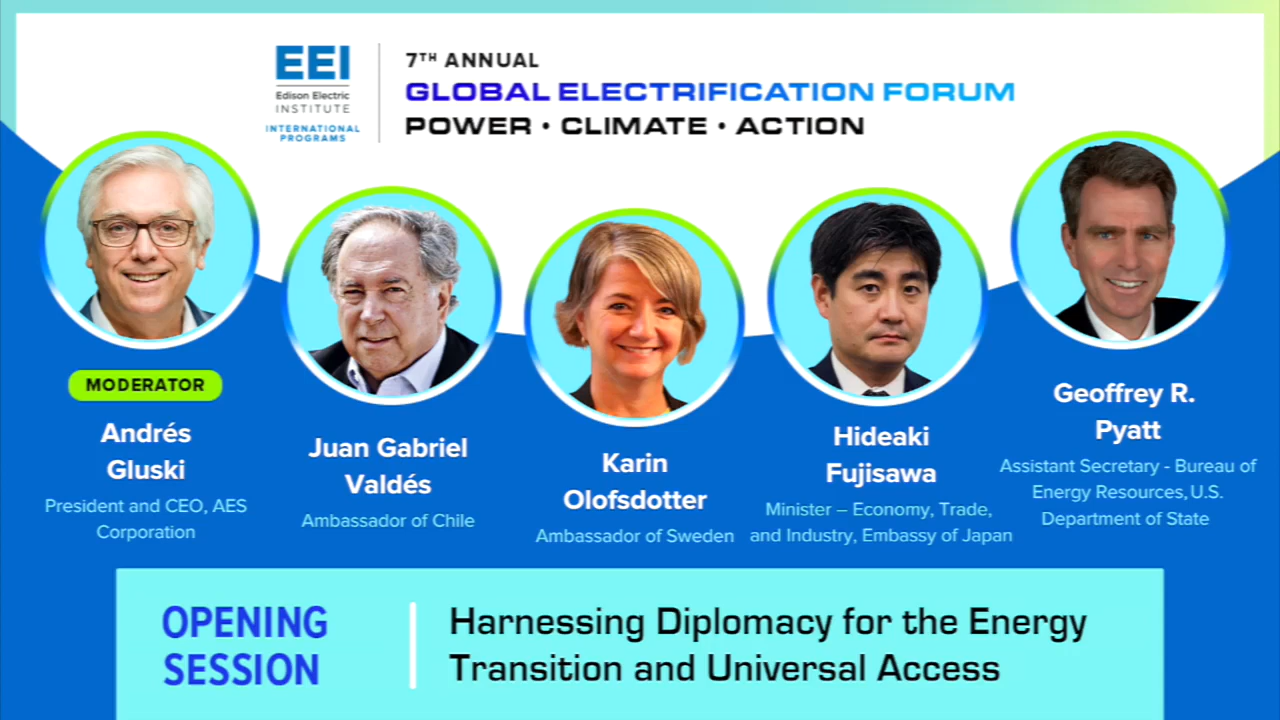 EEI
Edison Electric
INSTITUTE
INTERNATIONAL
PROGRAMS
7TH ANNUAL
GLOBAL ELECTRIFICATION FORUM
POWER • CLIMATE • ACTION
MODERATOR
Andrés
Gluski
President and CEO, AES
Corporation
Juan Gabriel
Valdés
Ambassador of Chile
Karin
Olofsdotter
Ambassador of Sweden
Hideaki
Fujisawa
Minister – Economy, Trade,
and Industry, Embassy of Japan
Geoffrey R.
Pyatt
Assistant Secretary - Bureau of
Energy Resources, U.S.
Department of State
OPENING
SESSION
Harnessing Diplomacy for the Energy
Transition and Universal Access